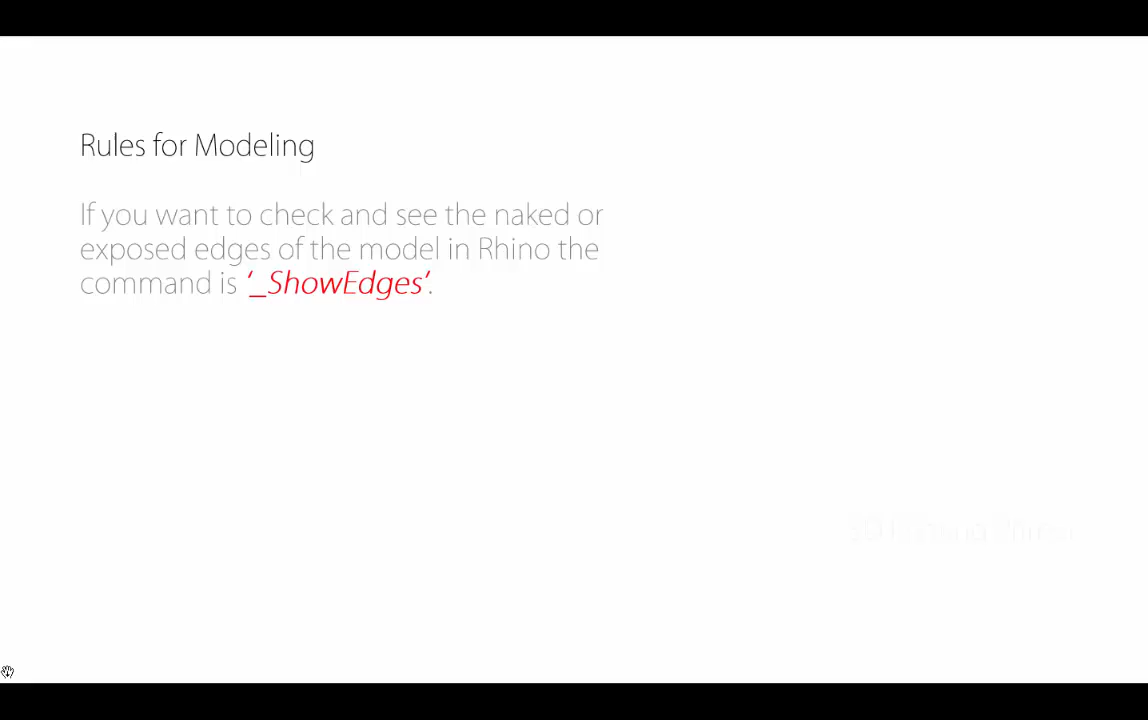 Rules for Modeling
If you want to check and see the naked or
exposed edges of the model in Rhino the
command is ‘_ShowEdges’.